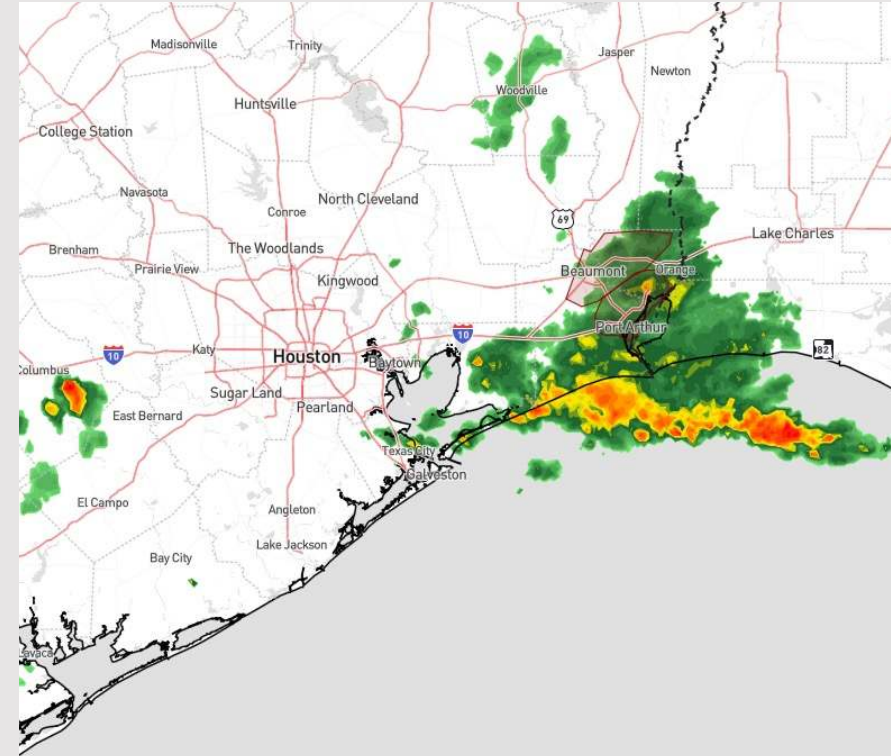 Madisonville
Trinity
Jasper
Newton
Woodville
Huntsville
College Station
Navasota
North Cleveland
Conroe
69
Brenham
The Woodlands
Lake Charles
Prairie View
Kingwood
Beaumont
Orange
Port Arthur
10
10
82
Katy
Houston
Baytown
Columbus
Sugar Land
East Bernard
Pearland
Texas City
Galveston
El Campo
Angleton
Lake Jackson
Bay City
Lavaca